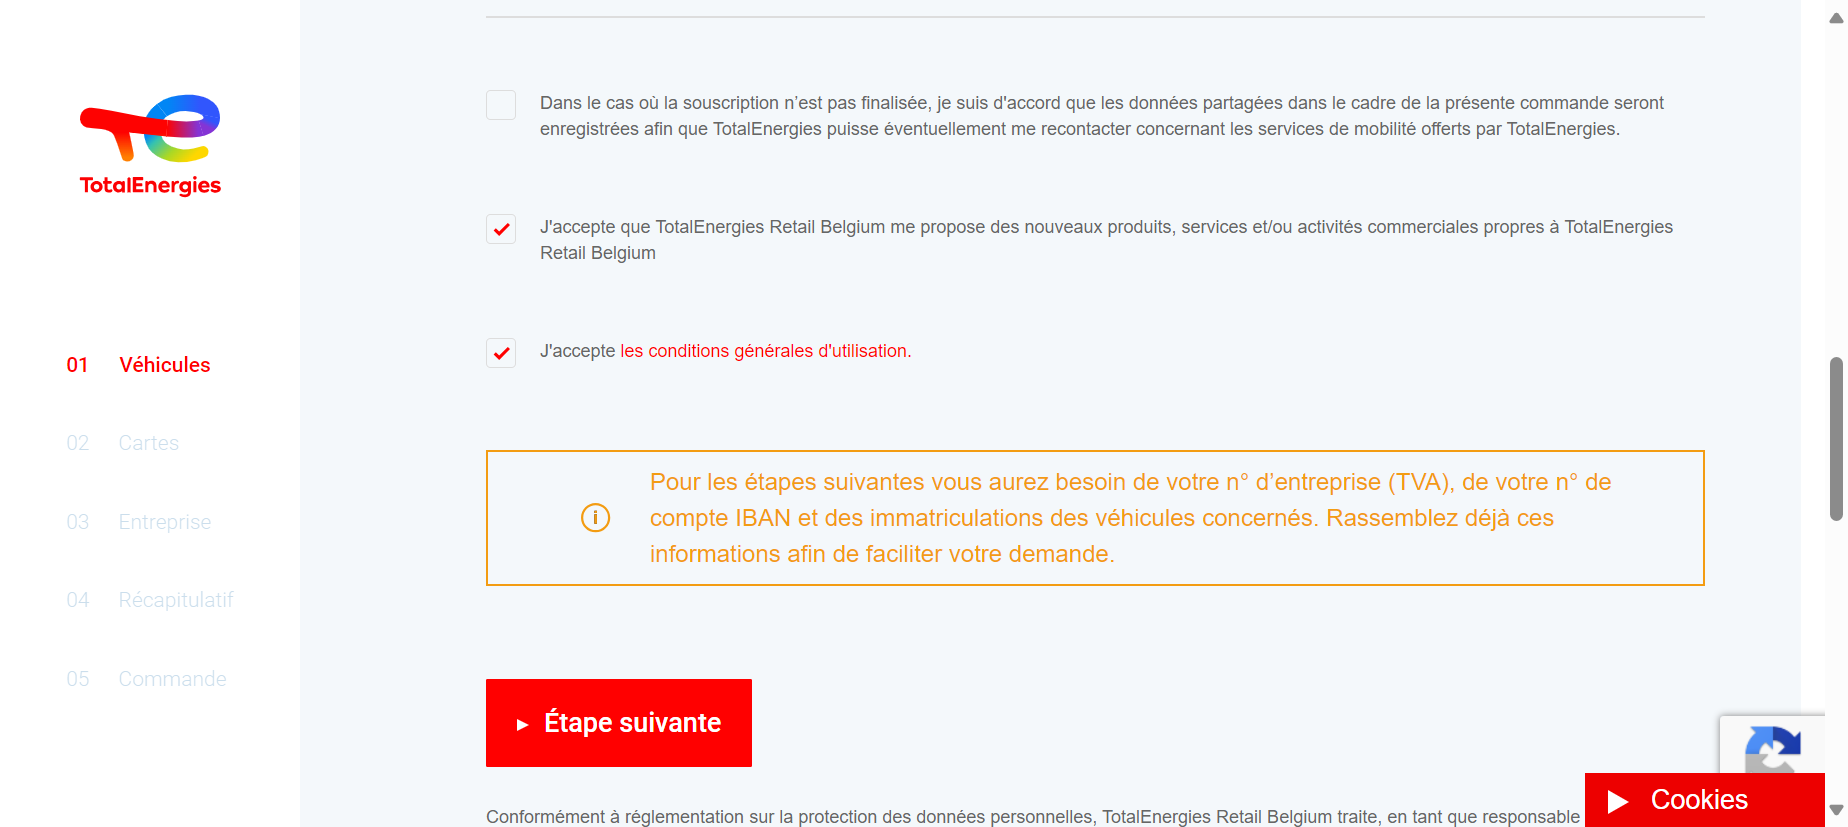 TotalEnergies
01 Véhicules
02 Cartes
03 Entreprise
04 Récapitulatif
05 Commande
Dans le cas où la souscription n’est pas finalisée, je suis d'accord que les données partagées dans le cadre de la présente commande seront
enregistrées afin que TotalEnergies puisse éventuellement me recontacter concernant les services de mobilité offerts par TotalEnergies.
J'accepte que TotalEnergies Retail Belgium me propose des nouveaux produits, services et/ou activités commerciales propres à TotalEnergies
Retail Belgium
J'accepte les conditions générales d'utilisation.
Pour les étapes suivantes vous aurez besoin de votre n° d’entreprise (TVA), de votre n° de
compte IBAN et des immatriculations des véhicules concernés. Rassemblez déjà ces
informations afin de faciliter votre demande.
Étape suivante
Conformément à réglementation sur la protection des données personnelles, TotalEnergies Retail Belgium traite, en tant que responsable
Cookies